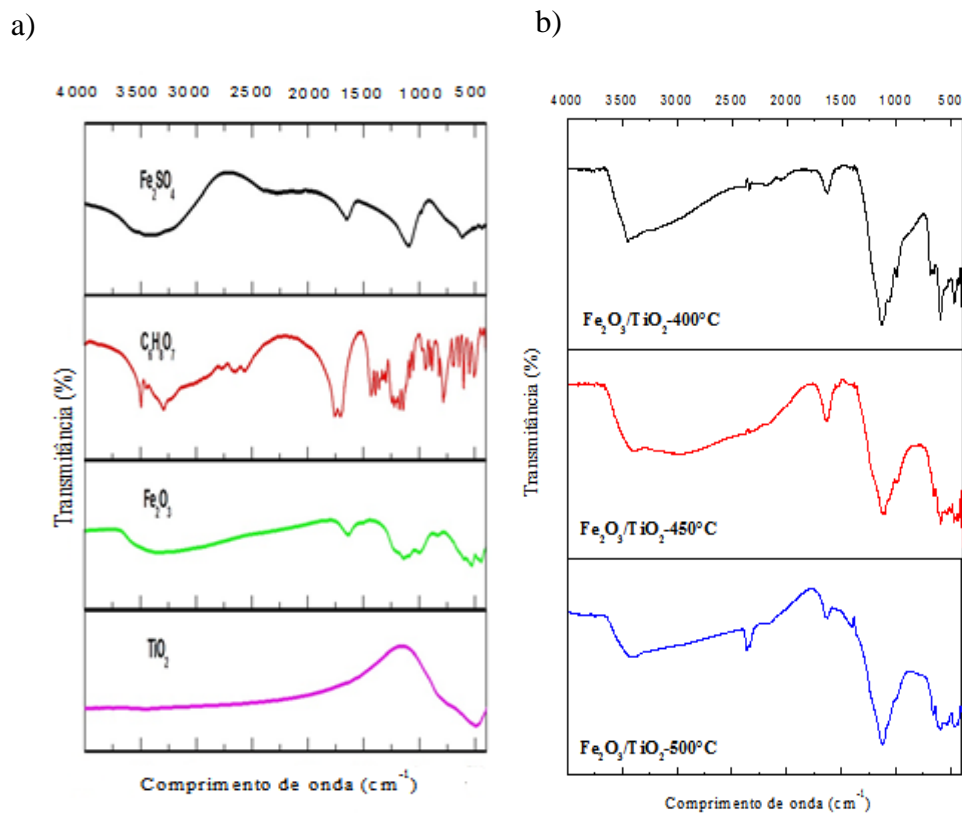 a)
4000 3500 3000 2500 2000 1500 1000 500
Fe₂SO₄
C₆H₈O₇
Fe₂O₃
TiO₂
Transmitância (%)
Comprimento de onda (cm⁻¹)
b)
4000 3500 3000 2500 2000 1500 1000 500
Fe₂O₃/TiO₂-400°C
Fe₂O₃/TiO₂-450°C
Fe₂O₃/TiO₂-500°C
Transmitância (%)
Comprimento de onda (cm⁻¹)